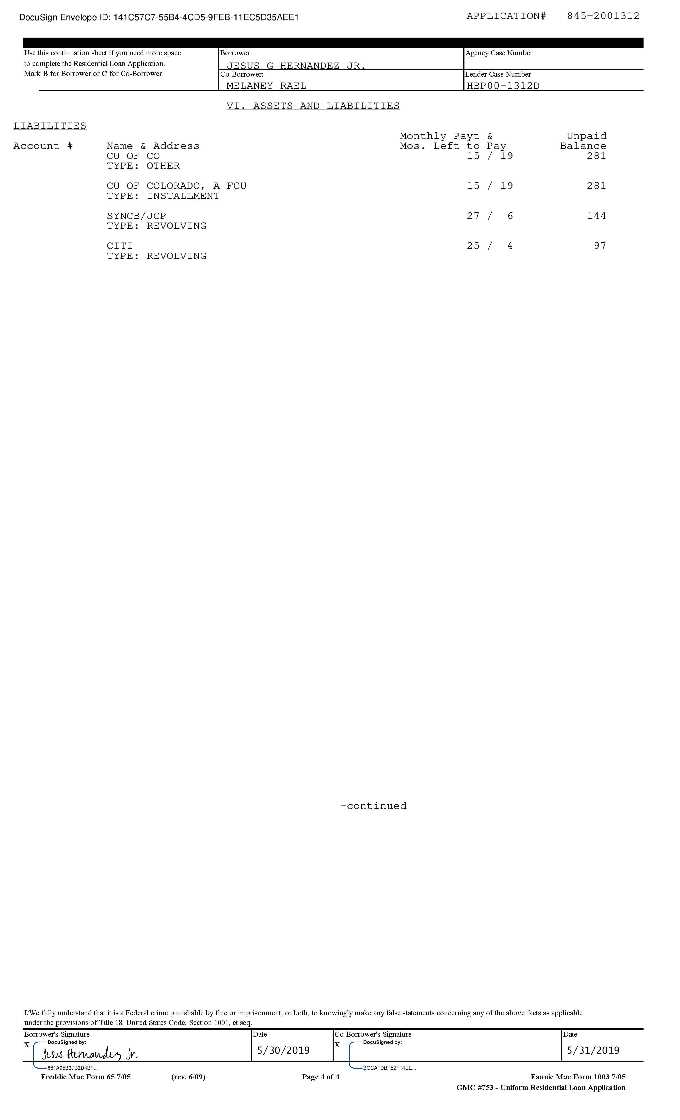 DocuSign Envelope ID: 141C57C7-55B4-4CD5-9FEB-11EC5D35AEE1
APPLICATION# 845-2001312
Use this continuation sheet if you need more space
to complete the Residential Loan Application.
Mark B for Borrower or C for Co-Borrower.
Borrower:
JESUS G HERNANDEZ JR.
Agency Case Number
Co-Borrower:
MELANEY RAEL
Lender Case Number
HBP00-1312D
VI. ASSETS AND LIABILITIES
LIABILITIES
Monthly Paymt & Unpaid
Account # Name & Address Mos. Left to Pay Balance
CU OF CO 15 / 19 281
TYPE: OTHER
CU OF COLORADO, A FCU 15 / 19 281
TYPE: INSTALLMENT
SYNCB/JCP 27 / 6 144
TYPE: REVOLVING
CITI 25 / 4 97
TYPE: REVOLVING
-continued
I/We fully understand that it is a Federal crime punishable by fine or imprisonment, or both, to knowingly make any false statements concerning any of the above facts as applicable
under the provisions of Title 18, United States Code, Section 1001, et seq.
Borrower's Signature Date Co-Borrower's Signature Date
X DocuSigned by: X DocuSigned by:
Jesus Hernandez Jr. 5/30/2019 5/31/2019
Freddie Mac Form 65 7/05 (rev. 6/09) Page 4 of 4 Fannie Mae Form 1003 7/05
GMC #753 - Uniform Residential Loan Application